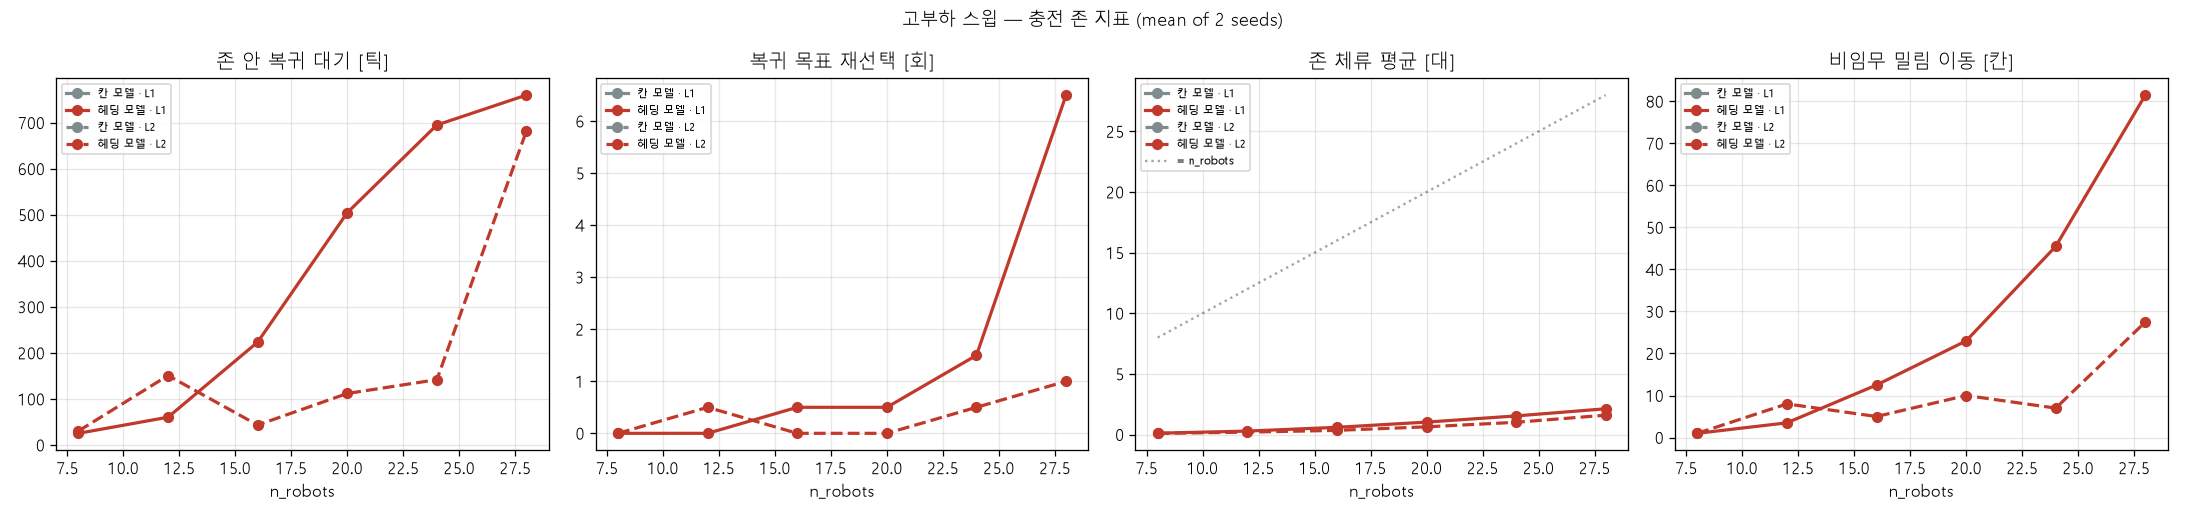 고부하 스윕 — 충전 존 지표 (mean of 2 seeds)
존 안 복귀 대기 [틱]
칸 모델 · L1
헤딩 모델 · L1
칸 모델 · L2
헤딩 모델 · L2
700
600
500
400
300
200
100
0
7.5 10.0 12.5 15.0 17.5 20.0 22.5 25.0 27.5
n_robots
복귀 목표 재선택 [회]
칸 모델 · L1
헤딩 모델 · L1
칸 모델 · L2
헤딩 모델 · L2
6
5
4
3
2
1
0
7.5 10.0 12.5 15.0 17.5 20.0 22.5 25.0 27.5
n_robots
존 체류 평균 [대]
칸 모델 · L1
헤딩 모델 · L1
칸 모델 · L2
헤딩 모델 · L2
= n_robots
25
20
15
10
5
0
7.5 10.0 12.5 15.0 17.5 20.0 22.5 25.0 27.5
n_robots
비임무 밀림 이동 [칸]
칸 모델 · L1
헤딩 모델 · L1
칸 모델 · L2
헤딩 모델 · L2
80
70
60
50
40
30
20
10
0
7.5 10.0 12.5 15.0 17.5 20.0 22.5 25.0 27.5
n_robots